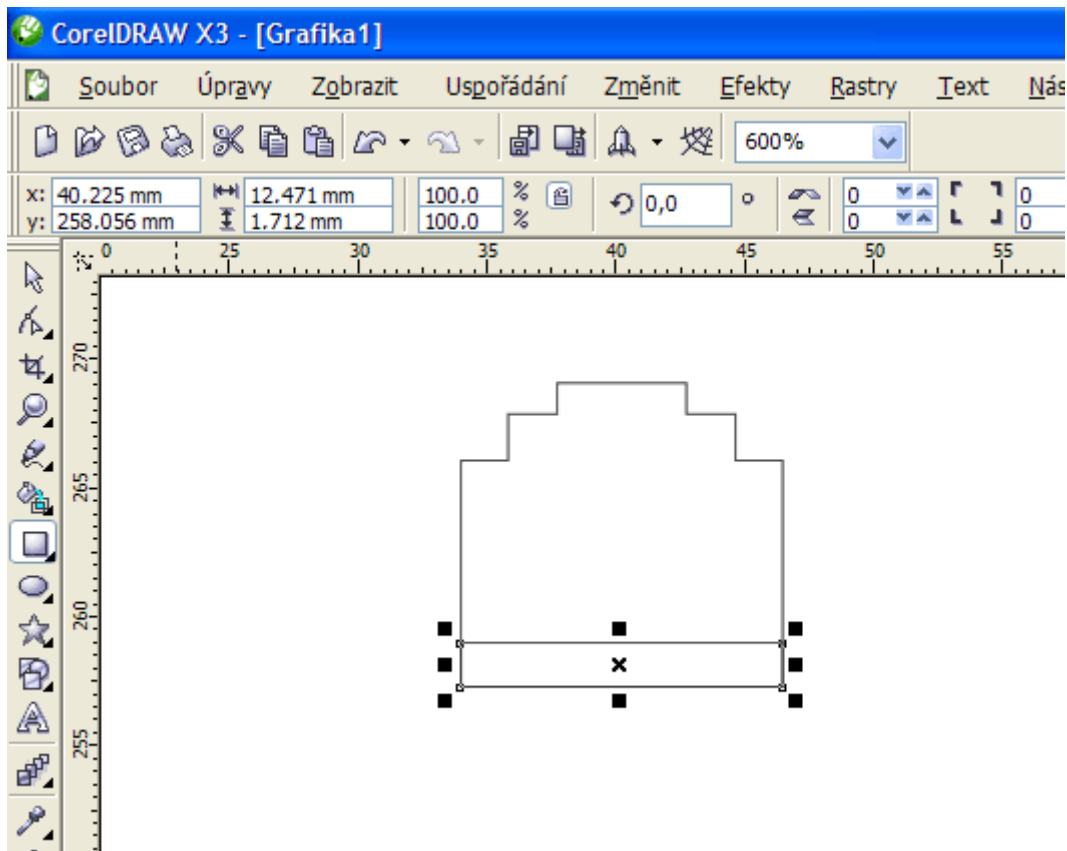 CorelDRAW X3 - [Grafika1]
Soubor Úpravy Zobrazit Uspořádání Změnit Efekty Rastry Text Nás
600%
x: 40.225 mm 12.471 mm 100.0 % 0,0 ° 0 0
y: 258.056 mm 1.712 mm 100.0 % 0 0
0 25 30 35 40 45 50 55
270
265
260
255